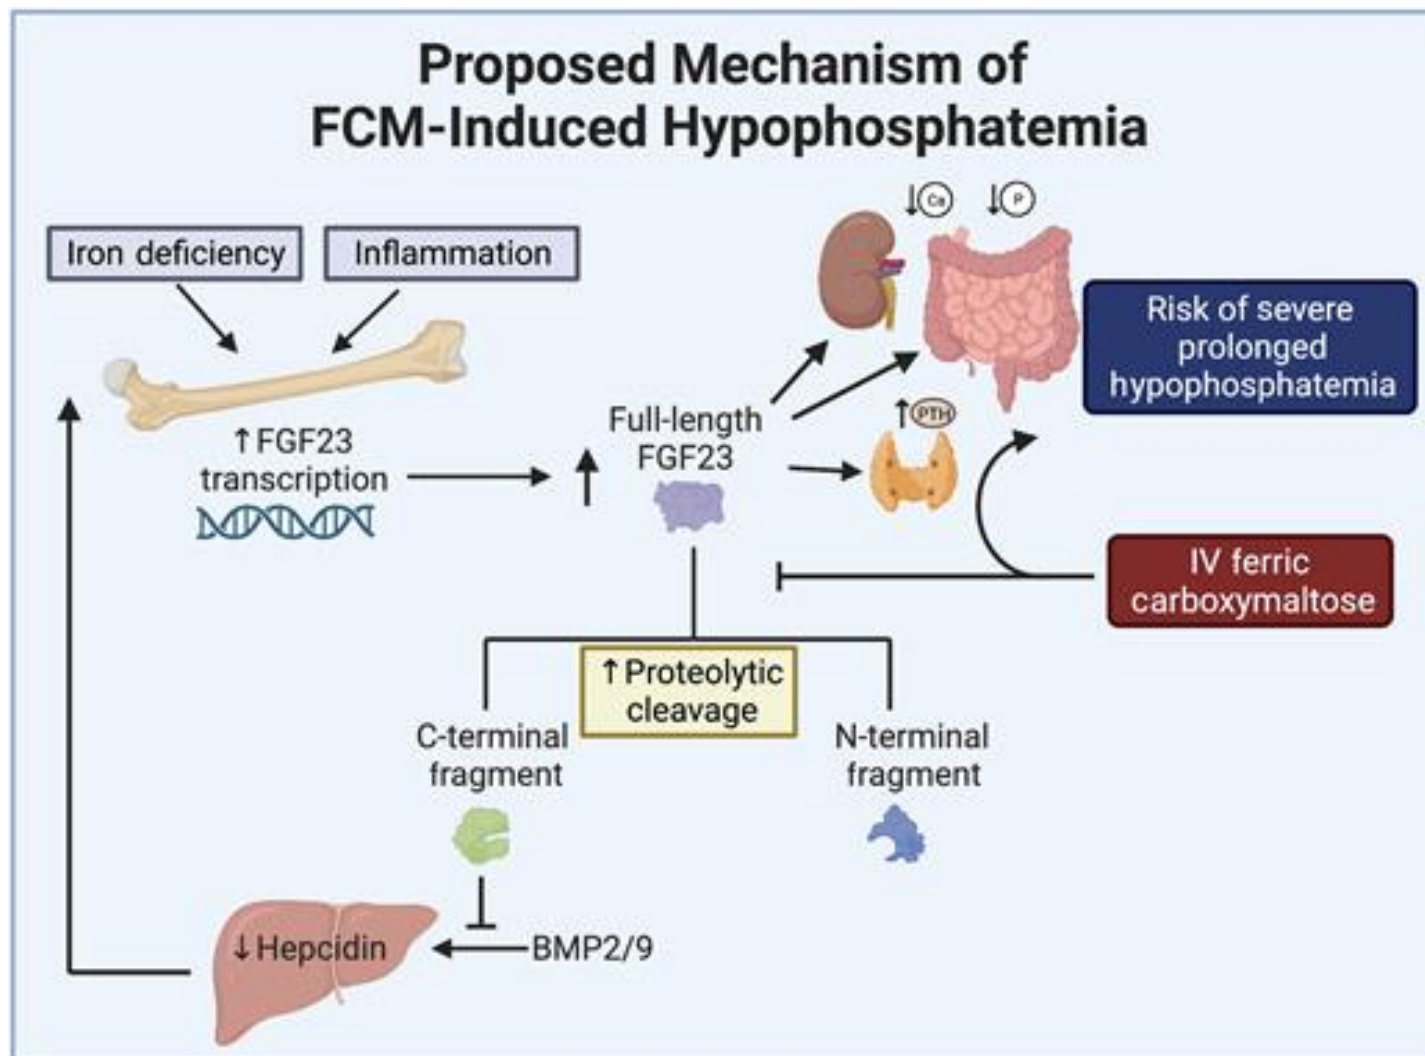 Proposed Mechanism of
FCM-Induced Hypophosphatemia
Iron deficiency
Inflammation
↓ Ca
↓ P
Risk of severe
prolonged
hypophosphatemia
↑ FGF23
transcription
↑ Full-length
FGF23
↑ PTH
IV ferric
carboxymaltose
↑ Proteolytic
cleavage
C-terminal
fragment
N-terminal
fragment
↓ Hepcidin
BMP2/9